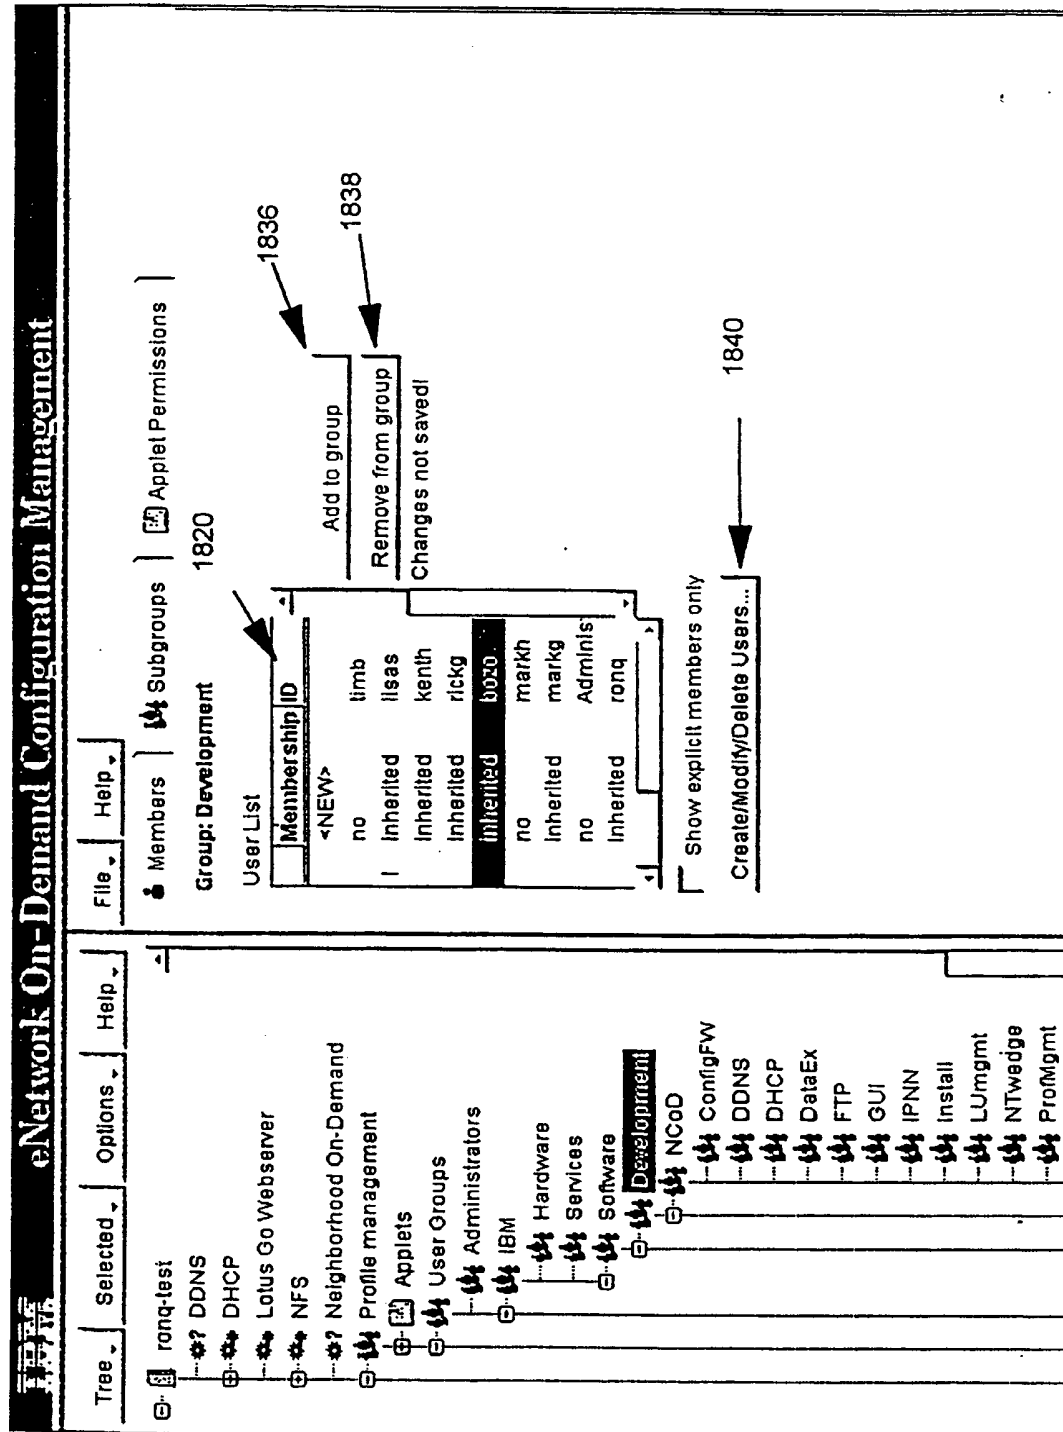 IBM
eNetwork On-Demand Configuration Management
Tree Selected Options Help
ronq-test
DDNS
DHCP
Lotus Go Webserver
NFS
Neighborhood On-Demand
Profile management
Applets
User Groups
Administrators
IBM
Hardware
Services
Software
Development
NCoD
ConfigFW
DDNS
DHCP
DataEx
FTP
GUI
IPNN
Install
LUmgmt
NTwedge
ProfMgmt
File Help
Members Subgroups Applet Permissions
Group: Development
1820
User List
Membership ID
<NEW>
no timb
Inherited lisas
Inherited kenth
Inherited rickg
Inherited bozo
no markh
Inherited markg
no Adminis
Inherited ronq
Add to group
1836
Remove from group
1838
Changes not saved!
Show explicit members only
Create/Modify/Delete Users...
1840